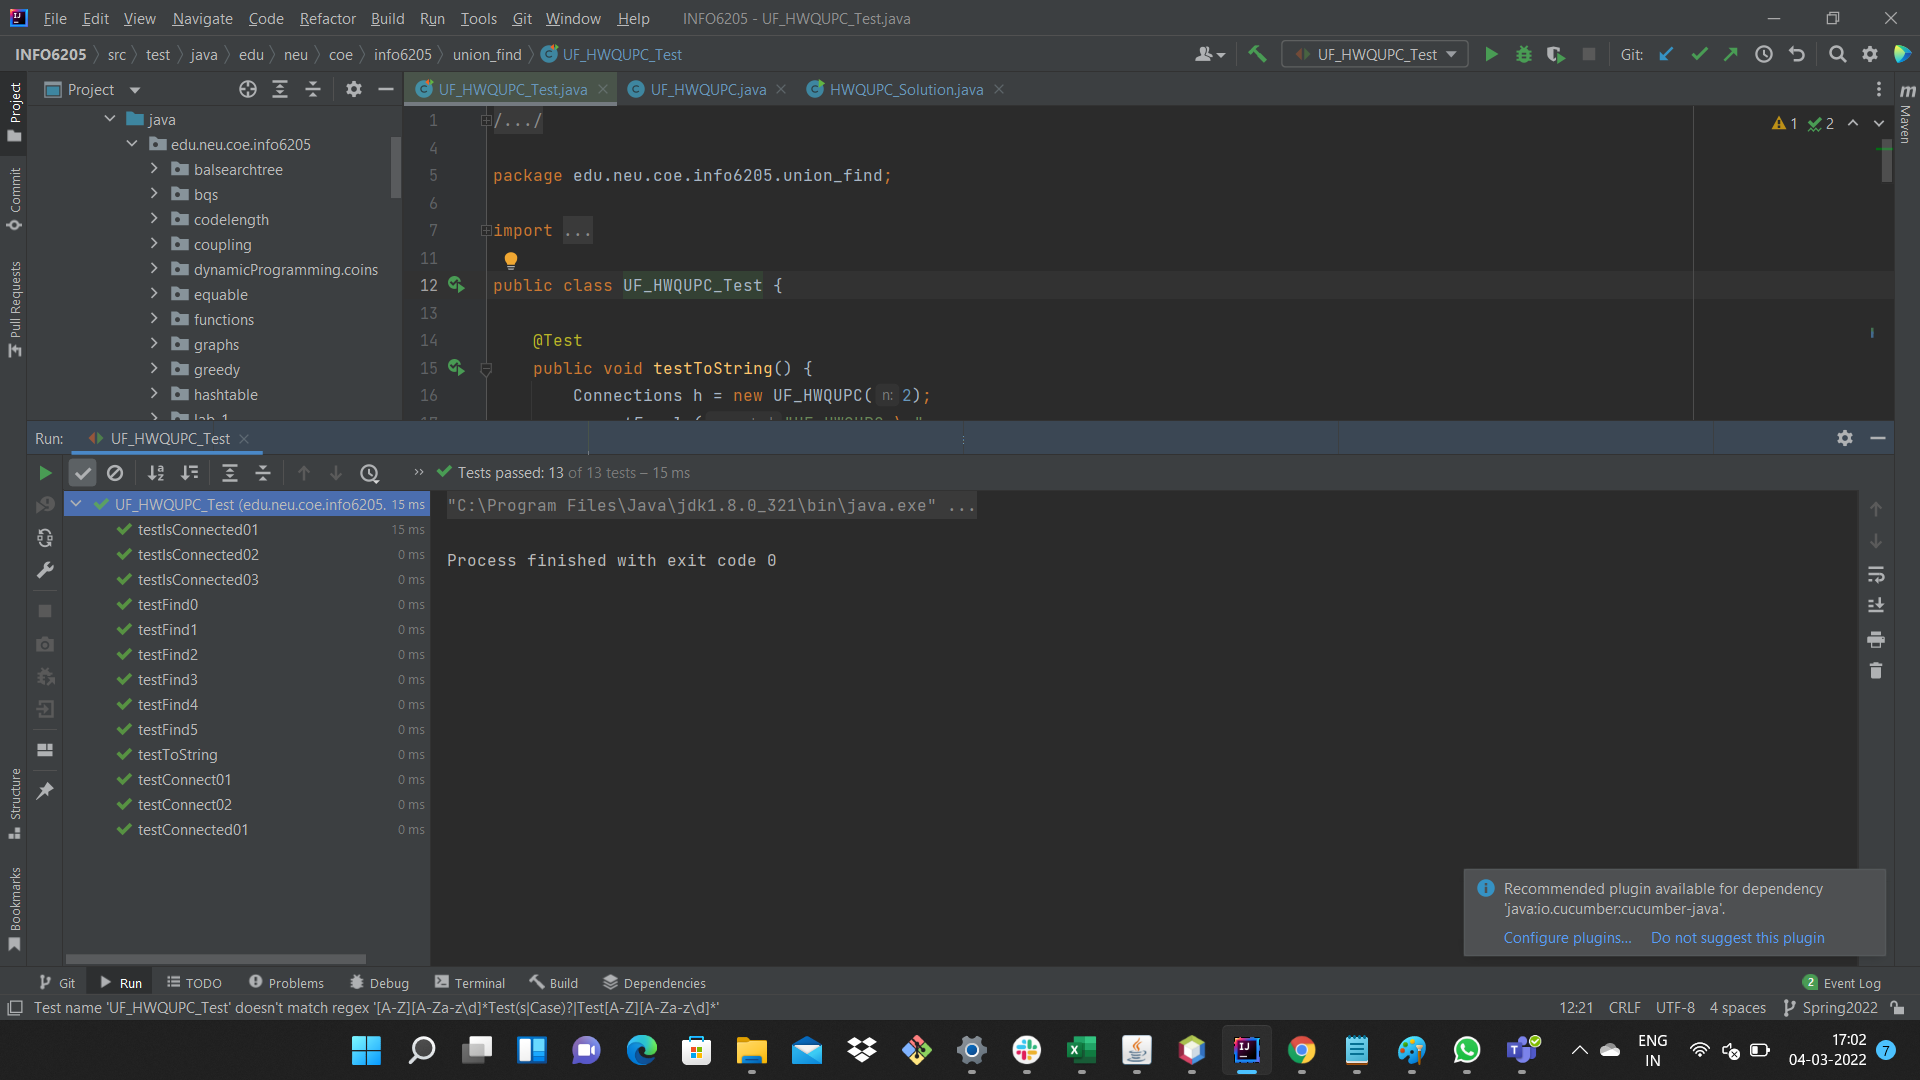 File Edit View Navigate Code Refactor Build Run Tools Git Window Help INFO6205 - UF_HWQUPC_Test.java
INFO6205 src test java edu neu coe info6205 union_find UF_HWQUPC_Test
UF_HWQUPC_Test Git:
Project
UF_HWQUPC_Test.java UF_HWQUPC.java HWQUPC_Solution.java
Project
Commit
Pull Requests
Structure
Bookmarks
Maven
java
edu.neu.coe.info6205
balsearchtree
bqs
codelength
coupling
dynamicProgramming.coins
equable
functions
graphs
greedy
hashtable
1 /.../
4
5 package edu.neu.coe.info6205.union_find;
6
7 import ...
11
12 public class UF_HWQUPC_Test {
13
14 @Test
15 public void testToString() {
16 Connections h = new UF_HWQUPC( n: 2);
1 2
Run: UF_HWQUPC_Test
Tests passed: 13 of 13 tests – 15 ms
UF_HWQUPC_Test (edu.neu.coe.info6205. 15 ms
testIsConnected01 15 ms
testIsConnected02 0 ms
testIsConnected03 0 ms
testFind0 0 ms
testFind1 0 ms
testFind2 0 ms
testFind3 0 ms
testFind4 0 ms
testFind5 0 ms
testToString 0 ms
testConnect01 0 ms
testConnect02 0 ms
testConnected01 0 ms
"C:\Program Files\Java\jdk1.8.0_321\bin\java.exe" ...
Process finished with exit code 0
Recommended plugin available for dependency
'java:io.cucumber:cucumber-java'.
Configure plugins... Do not suggest this plugin
Git Run TODO Problems Debug Terminal Build Dependencies 2 Event Log
Test name 'UF_HWQUPC_Test' doesn't match regex '[A-Z][A-Za-z\d]*Test(s|Case)?|Test[A-Z][A-Za-z\d]*'
12:21 CRLF UTF-8 4 spaces Spring2022
ENG
IN
17:02
04-03-2022
7